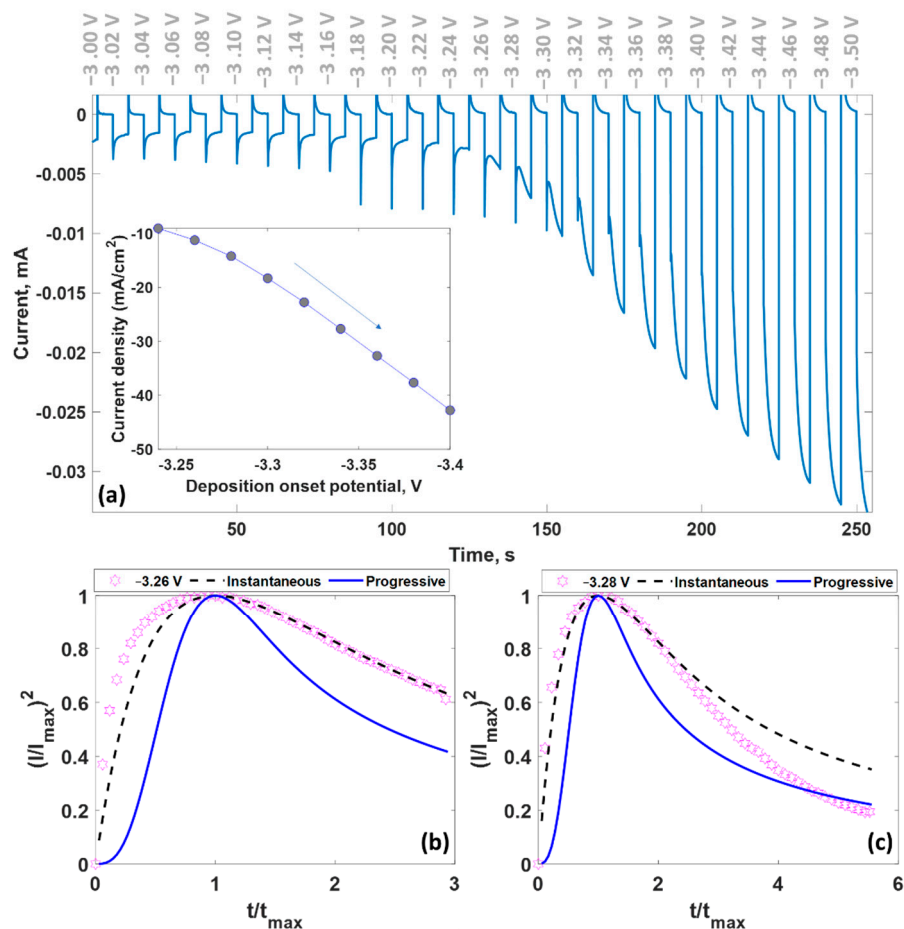 −3.00 V
−3.02 V
−3.04 V
−3.06 V
−3.08 V
−3.10 V
−3.12 V
−3.14 V
−3.16 V
−3.18 V
−3.20 V
−3.22 V
−3.24 V
−3.26 V
−3.28 V
−3.30 V
−3.32 V
−3.34 V
−3.36 V
−3.38 V
−3.40 V
−3.42 V
−3.44 V
−3.46 V
−3.48 V
−3.50 V
Current, mA
0
-0.005
-0.01
-0.015
-0.02
-0.025
-0.03
Current density (mA/cm²)
-10
-20
-30
-40
-50
-3.25 -3.3 -3.35 -3.4
Deposition onset potential, V
(a)
50 100 150 200 250
Time, s
−3.26 V Instantaneous Progressive
(I/Imax)²
1
0.8
0.6
0.4
0.2
0
(b)
0 1 2 3
t/tmax
−3.28 V Instantaneous Progressive
(I/Imax)²
1
0.8
0.6
0.4
0.2
0
(c)
0 2 4 6
t/tmax